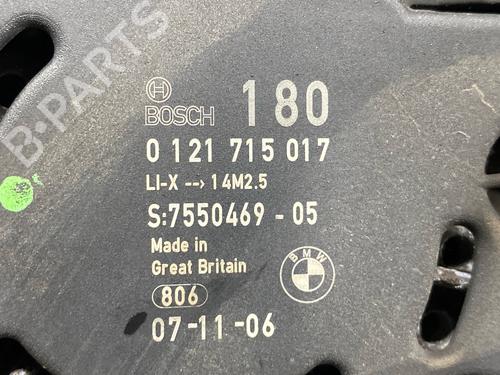 B-PARTS
BOSCH 180
0 121 715 017
LI-X --> 14M2.5
S:7550469 - 05
Made in
Great Britain
BMW
806
07-11-06